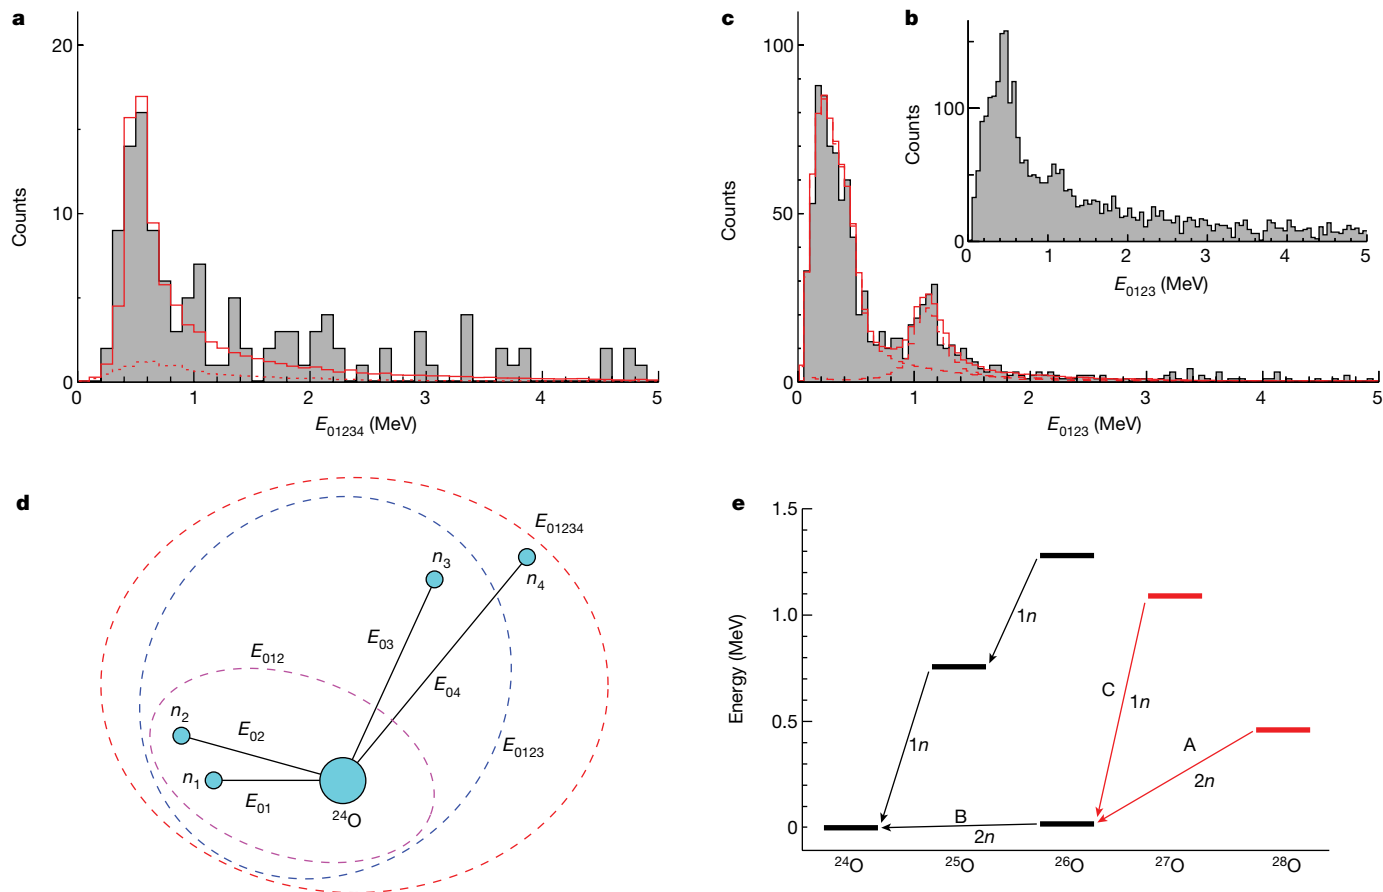 a
20
10
0
Counts
0 1 2 3 4 5
E01234 (MeV)
c
100
50
0
Counts
0 1 2 3 4 5
E0123 (MeV)
b
100
0
Counts
0 1 2 3 4 5
E0123 (MeV)
d
E01234
n3
n4
E03
E012
E04
n2
E02
E0123
n1
E01
24O
e
1.5
1.0
0.5
0
Energy (MeV)
1n
C
1n
A
1n
2n
B
2n
24O 25O 26O 27O 28O